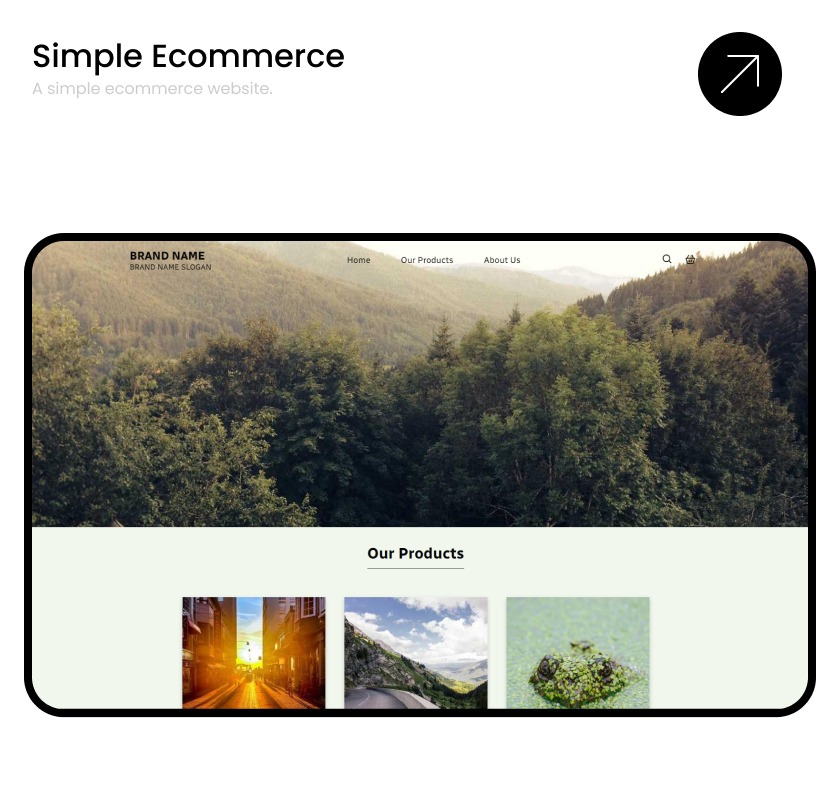 Simple Ecommerce
A simple ecommerce website.
BRAND NAME
BRAND NAME SLOGAN
Home
Our Products
About Us
Our Products